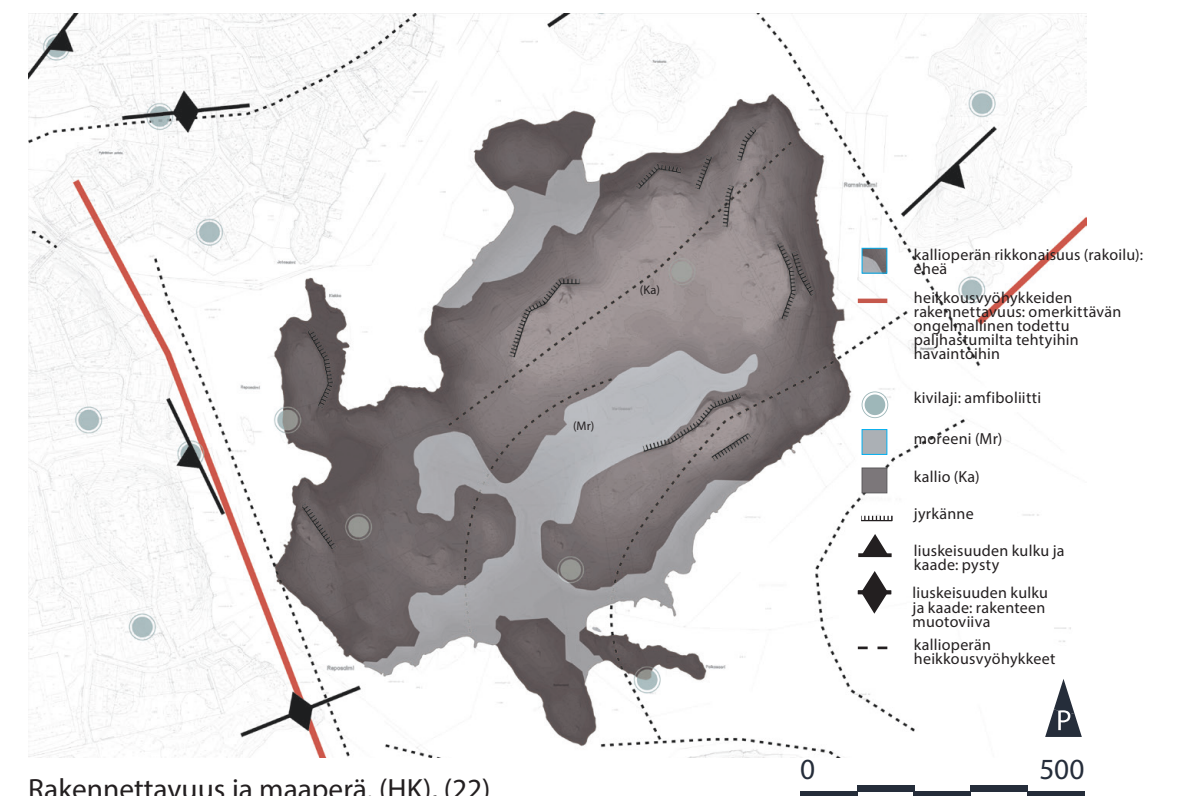 (Ka)
(Mr)
kallioperän rikkonaisuus (rakoilu):
eheä
heikkousvyöhykkeiden
rakennettavuus: omerkittävän
ongelmallinen todettu
paljhastumilta tehtyihin
havaintoihin
kivilaji: amfiboliitti
moreeni (Mr)
kallio (Ka)
jyrkänne
liuskeisuuden kulku ja
kaade: pysty
liuskeisuuden kulku
ja kaade: rakenteen
muotoviiva
kallioperän
heikkousvyöhykkeet
P
0 500
Rakennettavuus ja maaperä. (HK). (22)